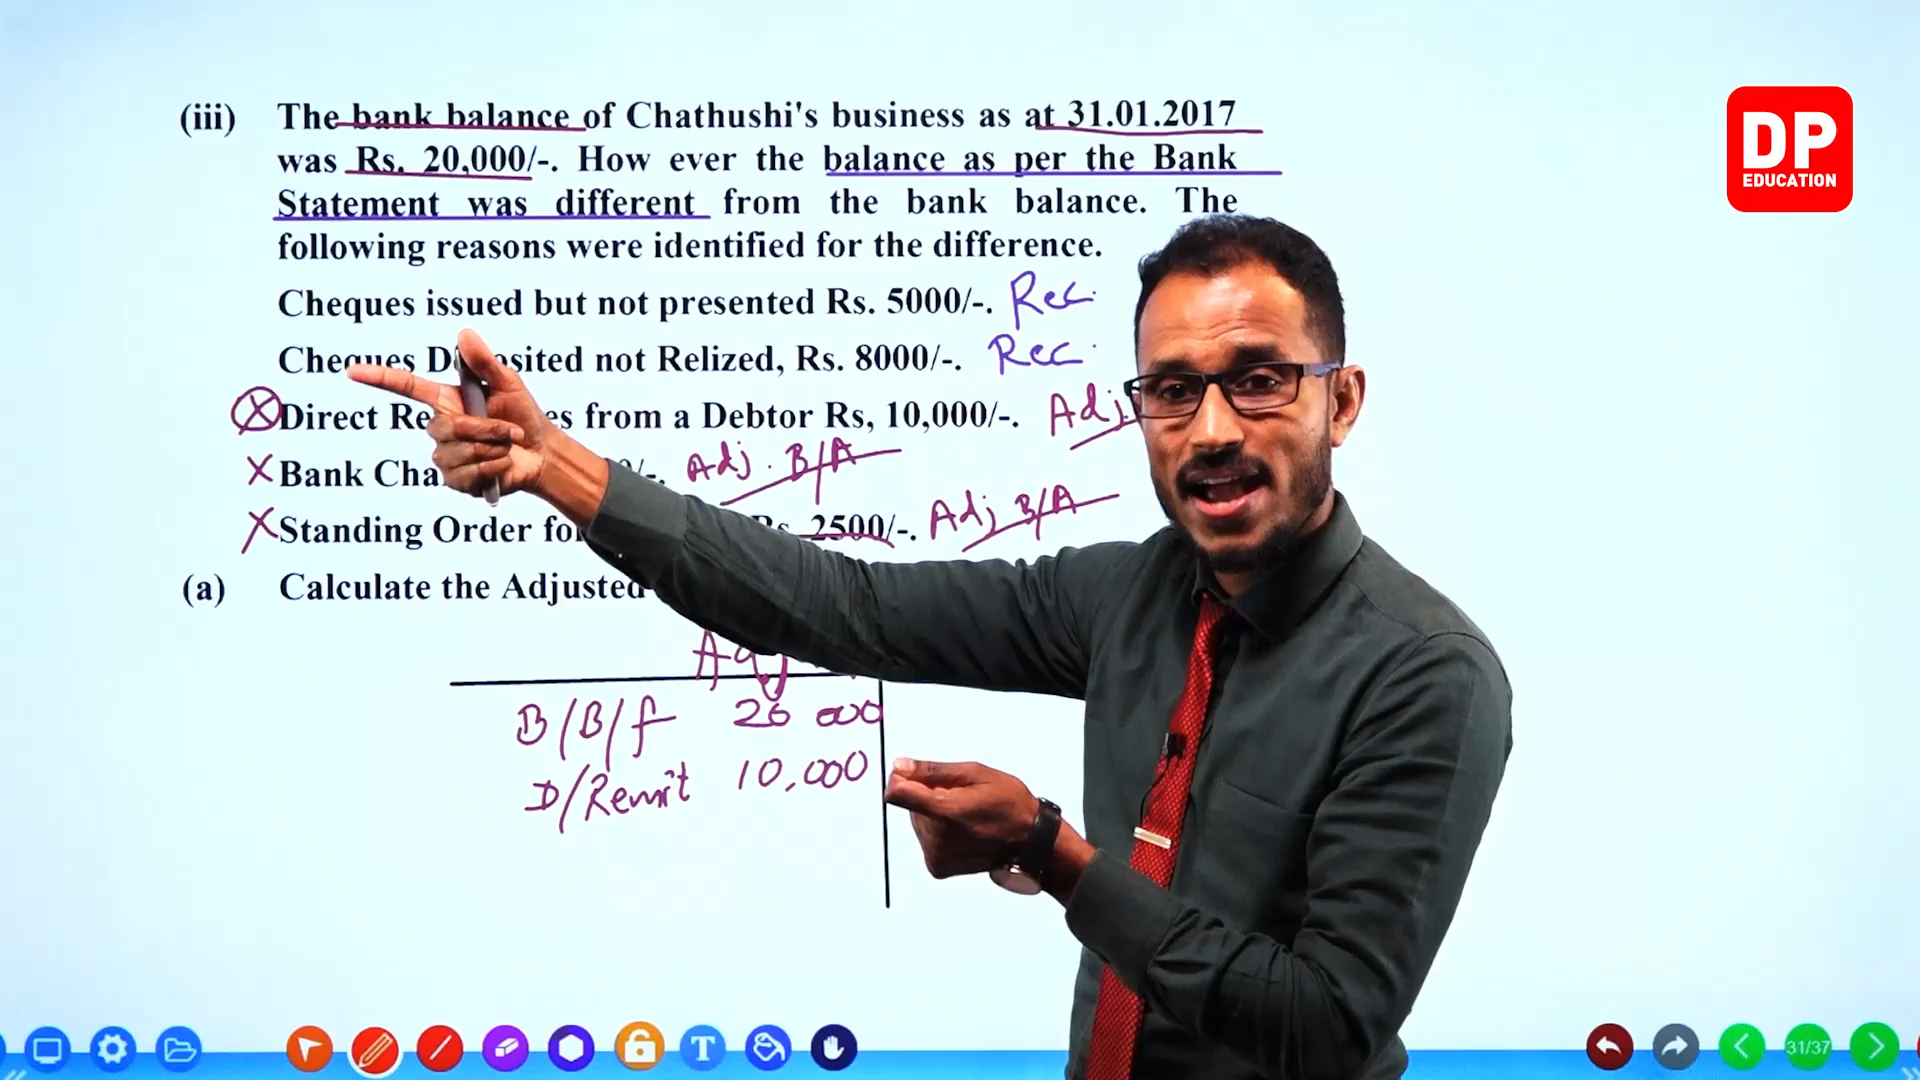 (iii) The bank balance of Chathushi's business as at 31.01.2017
was Rs. 20,000/-. How ever the balance as per the Bank
Statement was different from the bank balance. The
following reasons were identified for the difference.
Cheques issued but not presented Rs. 5000/-. Rec.
Cheques Deposited not Relized, Rs. 8000/-. Rec.
Direct from a Debtor Rs, 10,000/-. Adj.
X Bank Cha /-. Adj. B/A
X Standing Order for Rs. 2500/-. Adj B/A
(a) Calculate the Adjusted
B/B/f 20 000
D/Remit 10,000
DP
EDUCATION
T
31/37